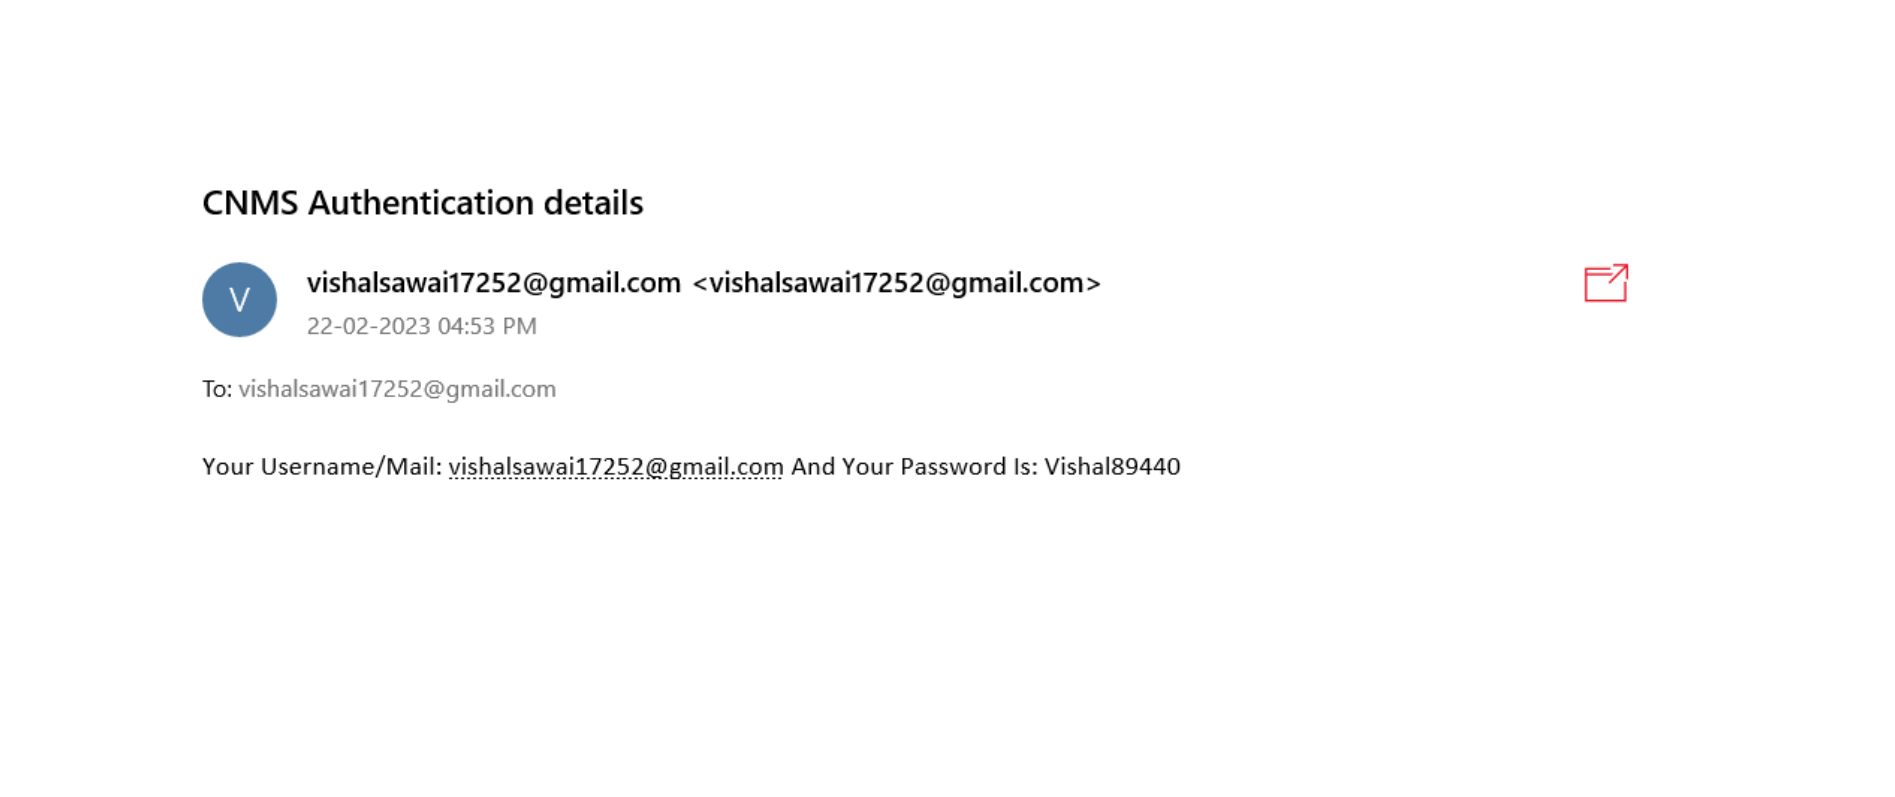 CNMS Authentication details
V
vishalsawai17252@gmail.com <vishalsawai17252@gmail.com>
22-02-2023 04:53 PM
To: vishalsawai17252@gmail.com
Your Username/Mail: vishalsawai17252@gmail.com And Your Password Is: Vishal89440